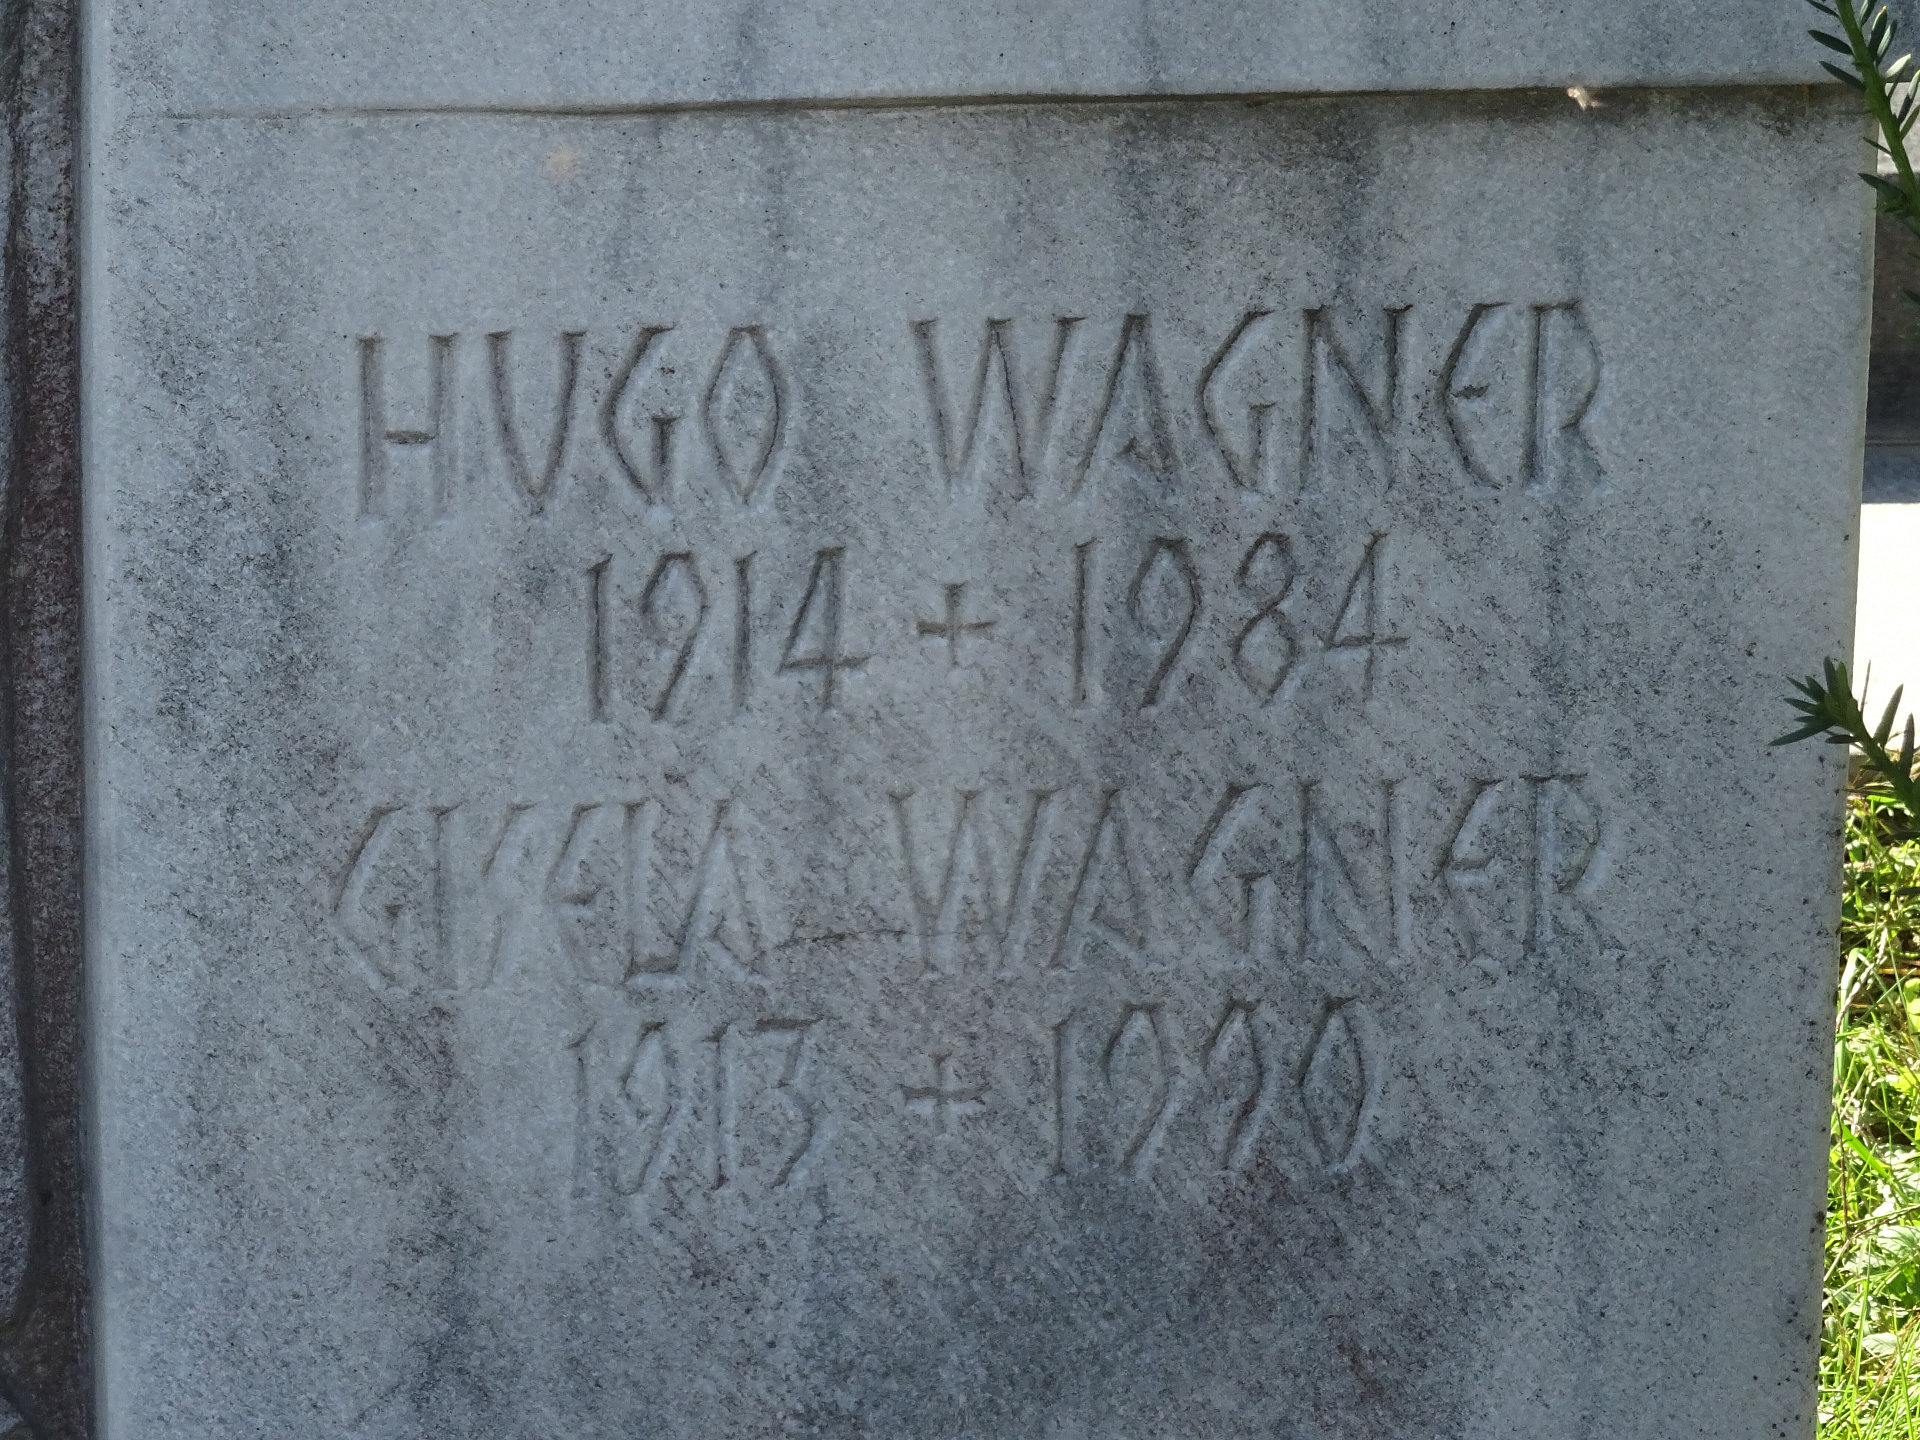 HUGO WAGNER
1914 + 1984
GISELA WAGNER
1913 + 1990